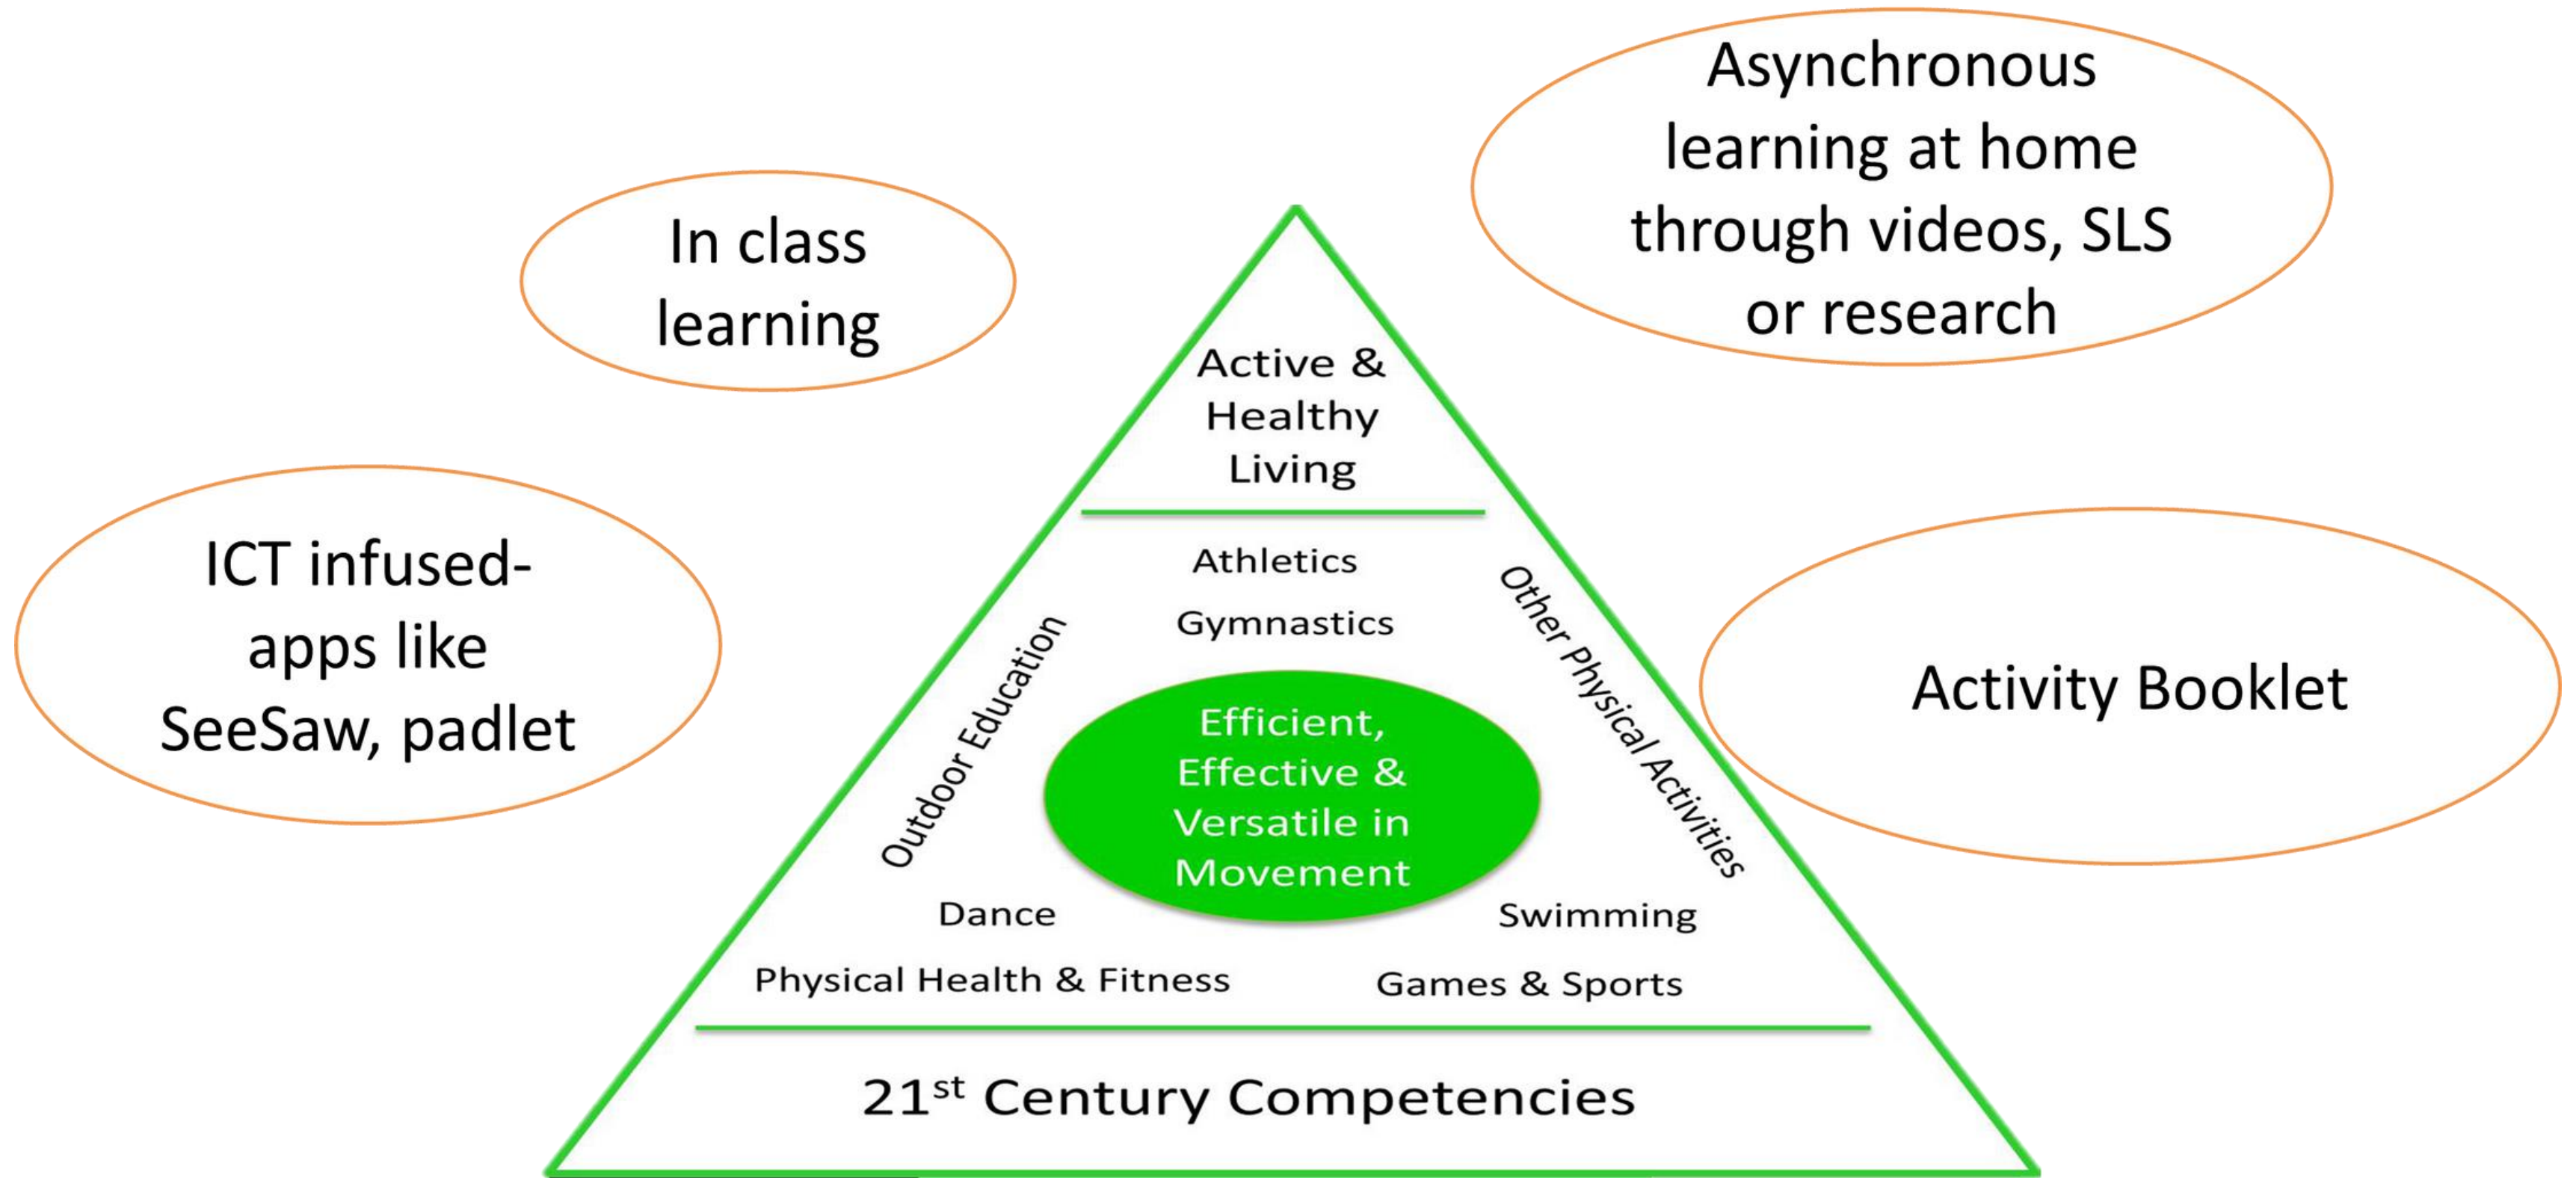 In class
learning
Asynchronous
learning at home
through videos, SLS
or research
ICT infused-
apps like
SeeSaw, padlet
Activity Booklet
Active &
Healthy
Living
Athletics
Gymnastics
Outdoor Education
Other Physical Activities
Efficient,
Effective &
Versatile in
Movement
Dance
Swimming
Physical Health & Fitness
Games & Sports
21st Century Competencies